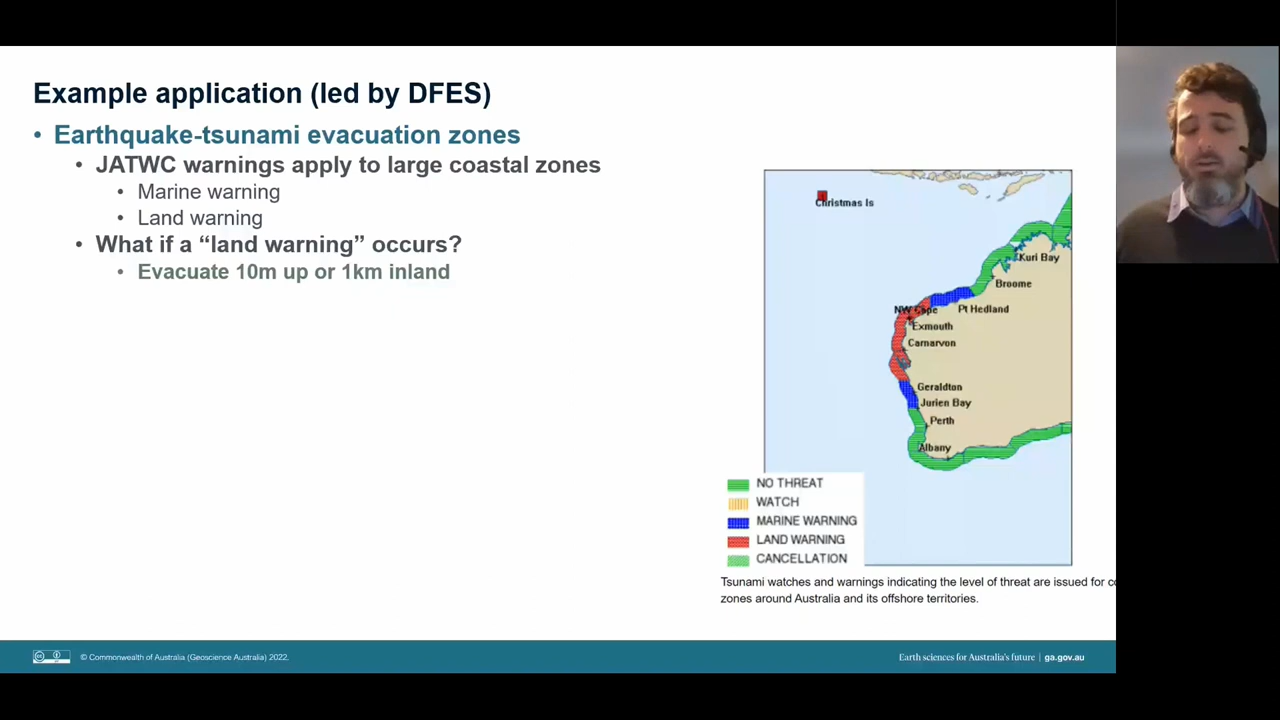 Example application (led by DFES)
• Earthquake-tsunami evacuation zones
• JATWC warnings apply to large coastal zones
• Marine warning
• Land warning
• What if a “land warning” occurs?
• Evacuate 10m up or 1km inland
Christmas Is
Kuri Bay
Broome
NW Cape
Pt Hedland
Exmouth
Carnarvon
Geraldton
Jurien Bay
Perth
Albany
NO THREAT
WATCH
MARINE WARNING
LAND WARNING
CANCELLATION
Tsunami watches and warnings indicating the level of threat are issued for
zones around Australia and its offshore territories.
© Commonwealth of Australia (Geoscience Australia) 2022.
Earth sciences for Australia's future | ga.gov.au